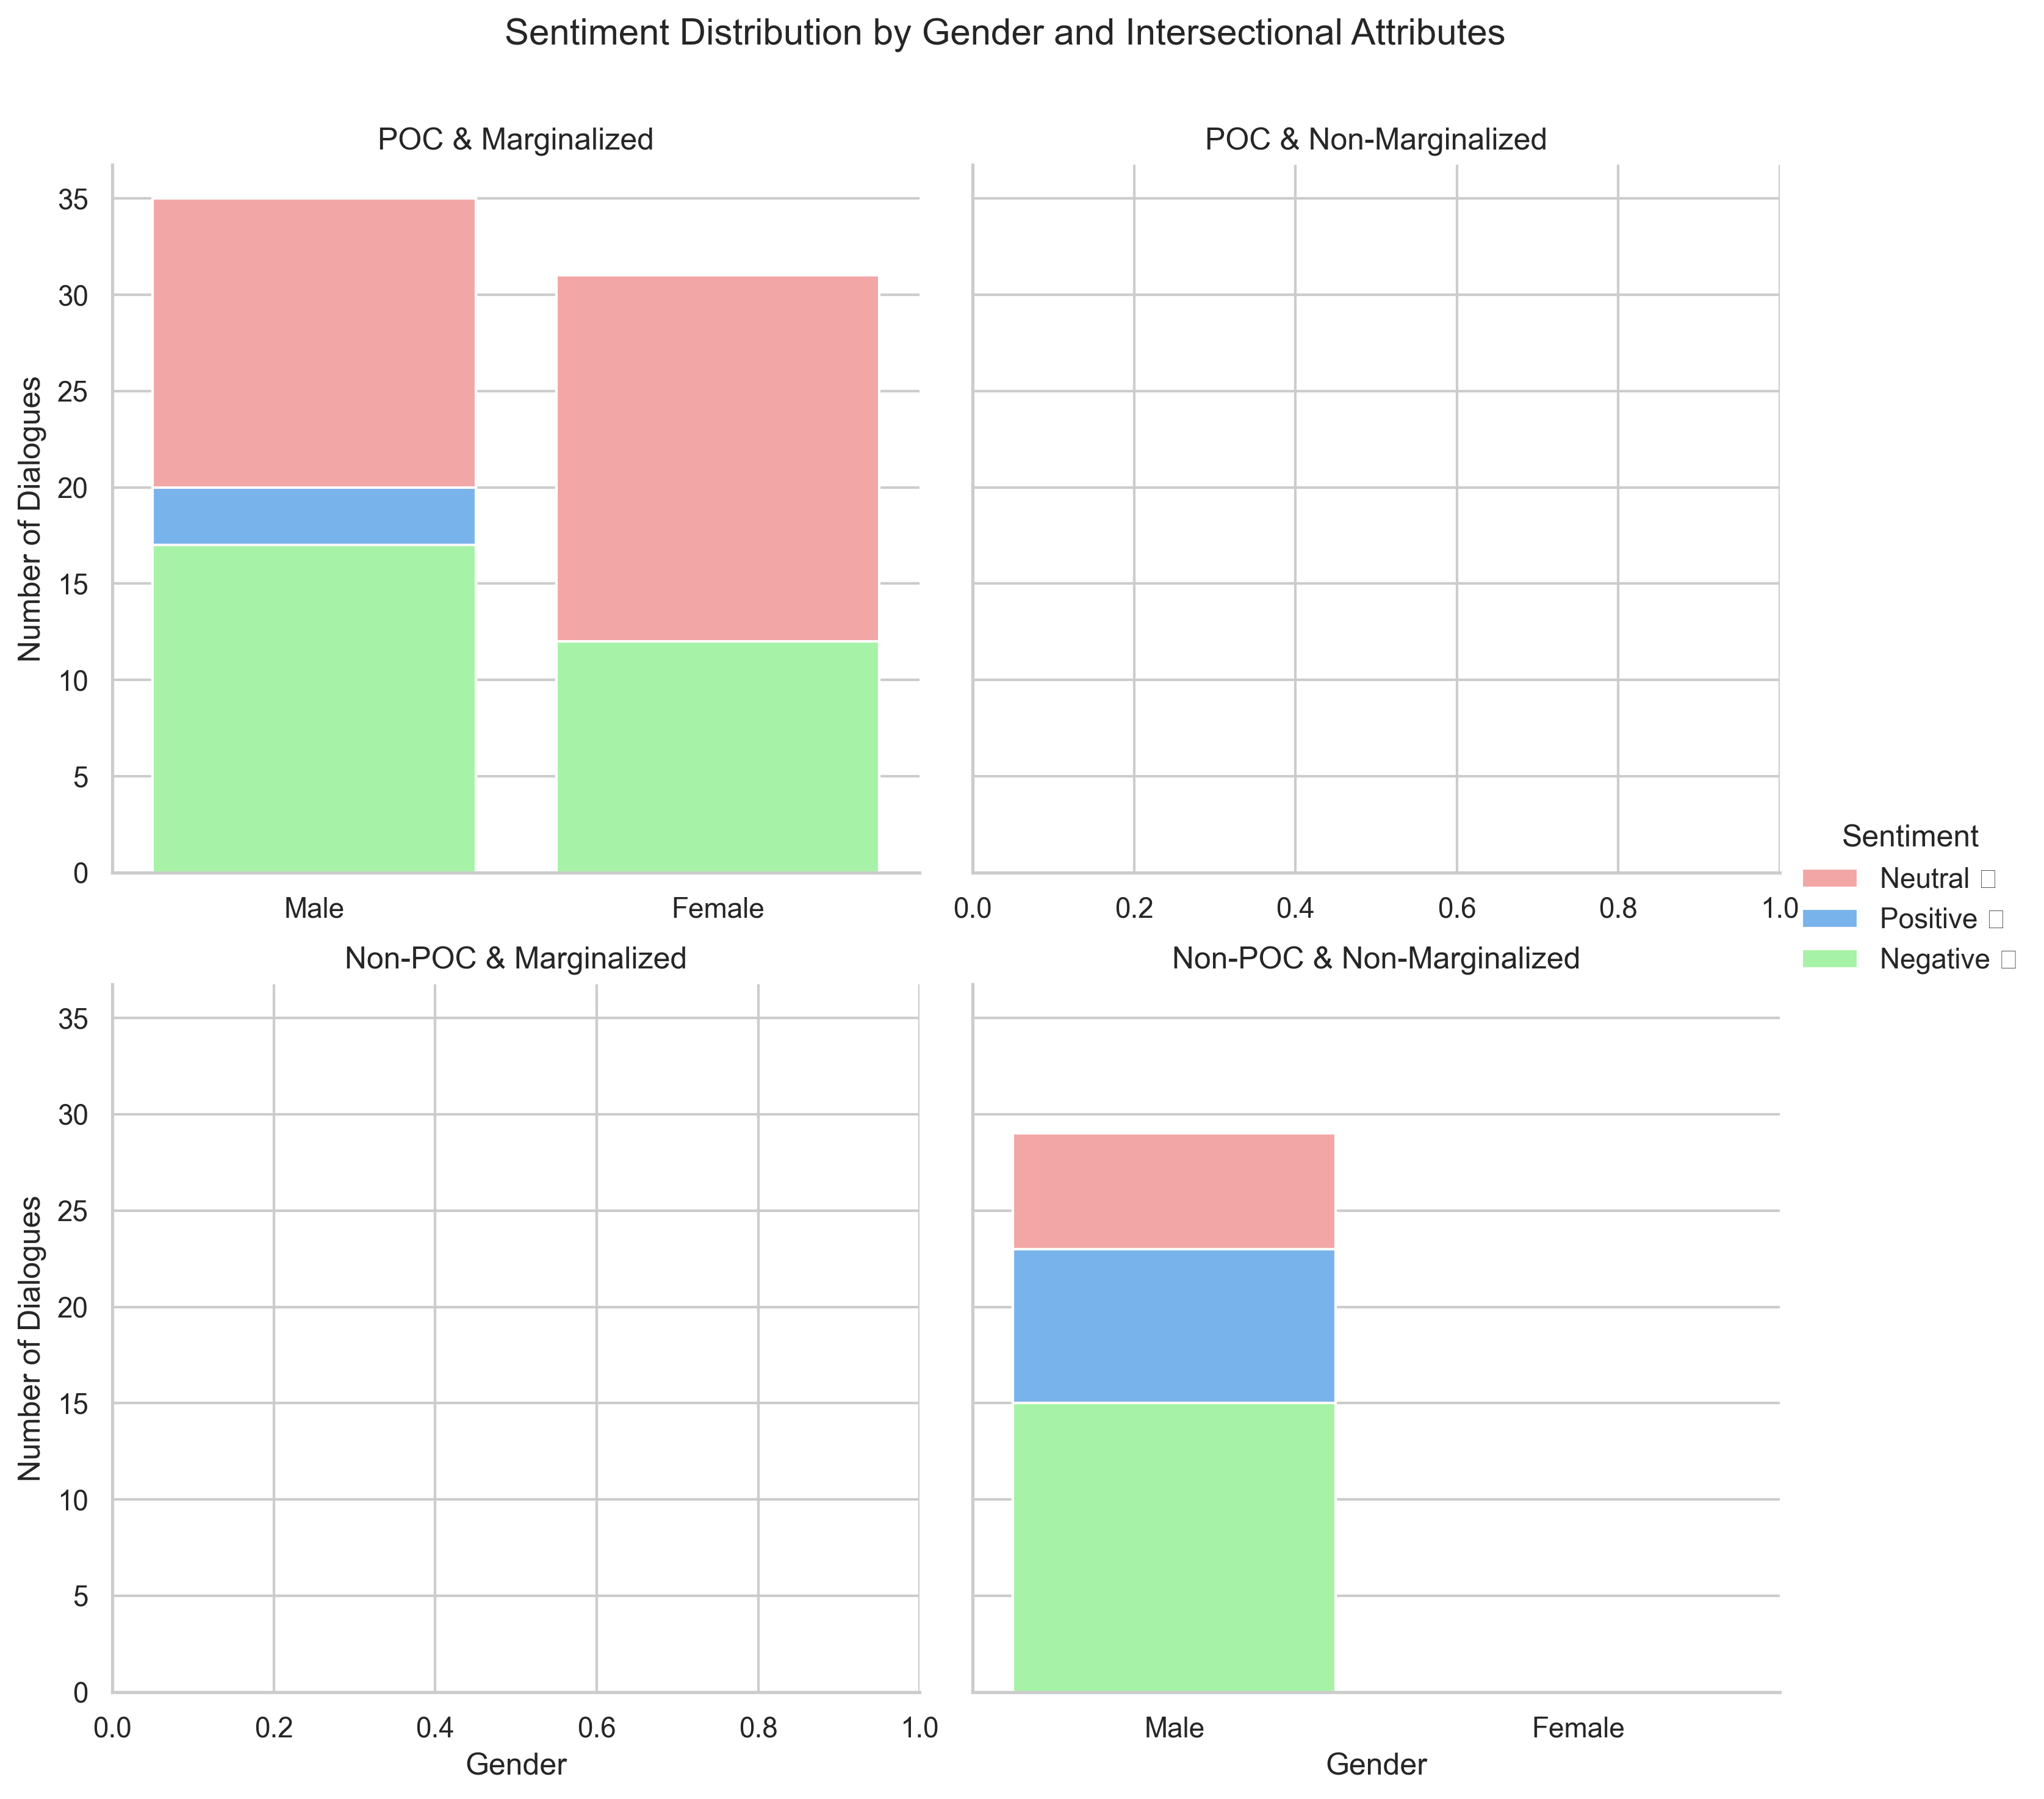 Sentiment Distribution by Gender and Intersectional Attributes
POC & Marginalized
POC & Non-Marginalized
35
30
25
20
15
10
5
0
Number of Dialogues
Male Female
0.0 0.2 0.4 0.6 0.8 1.0
Sentiment
Neutral □
Positive □
Negative □
Non-POC & Marginalized
Non-POC & Non-Marginalized
35
30
25
20
15
10
5
0
Number of Dialogues
0.0 0.2 0.4 0.6 0.8 1.0
Gender
Male Female
Gender